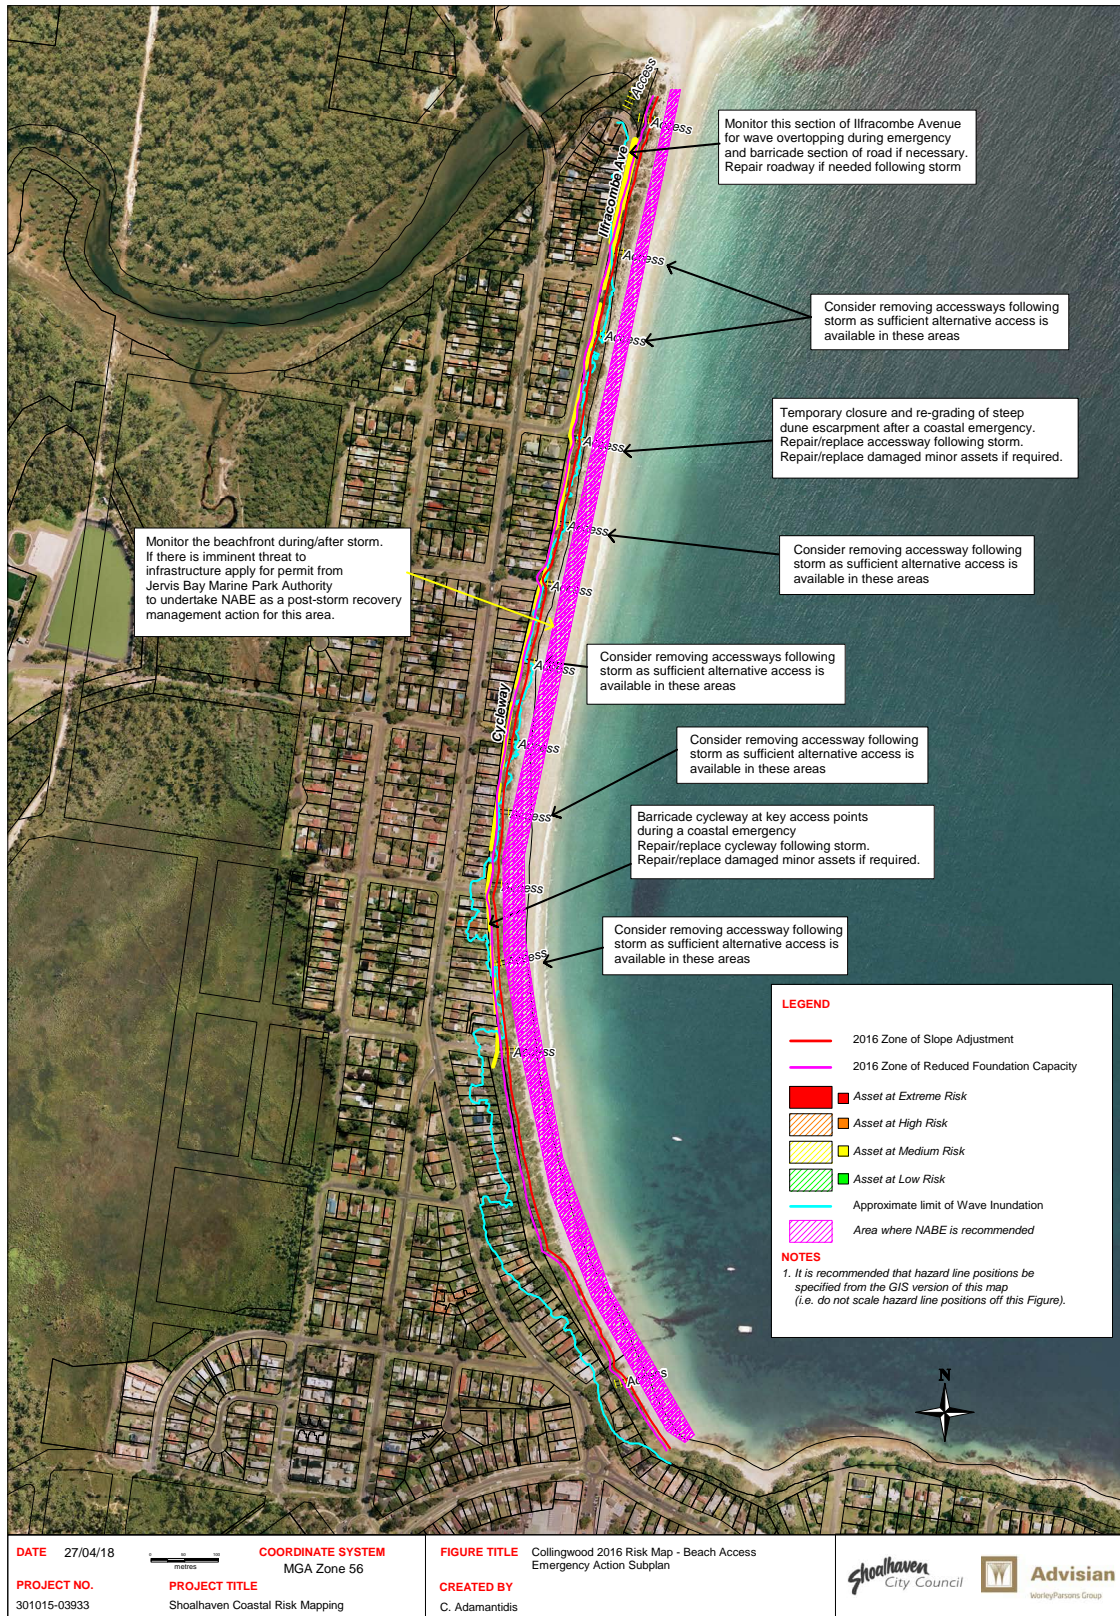 Access
Access
Monitor this section of Ilfracombe Avenue
for wave overtopping during emergency
and barricade section of road if necessary.
Repair roadway if needed following storm
Illracombe Ave
Access
Consider removing accessways following
storm as sufficient alternative access is
available in these areas
Access
Temporary closure and re-grading of steep
dune escarpment after a coastal emergency.
Repair/replace accessway following storm.
Repair/replace damaged minor assets if required.
Access
Access
Consider removing accessway following
storm as sufficient alternative access is
available in these areas
Monitor the beachfront during/after storm.
If there is imminent threat to
infrastructure apply for permit from
Jervis Bay Marine Park Authority
to undertake NABE as a post-storm recovery
management action for this area.
Access
Consider removing accessways following
storm as sufficient alternative access is
available in these areas
Access
Cycleway
Access
Consider removing accessway following
storm as sufficient alternative access is
available in these areas
Access
Barricade cycleway at key access points
during a coastal emergency
Repair/replace cycleway following storm.
Repair/replace damaged minor assets if required.
Access
Consider removing accessway following
storm as sufficient alternative access is
available in these areas
Access
Access
Access
LEGEND
2016 Zone of Slope Adjustment
2016 Zone of Reduced Foundation Capacity
Asset at Extreme Risk
Asset at High Risk
Asset at Medium Risk
Asset at Low Risk
Approximate limit of Wave Inundation
Area where NABE is recommended
NOTES
1. It is recommended that hazard line positions be
specified from the GIS version of this map
(i.e. do not scale hazard line positions off this Figure).
N
DATE 27/04/18
0 50 100
metres
COORDINATE SYSTEM
MGA Zone 56
PROJECT NO.
301015-03933
PROJECT TITLE
Shoalhaven Coastal Risk Mapping
FIGURE TITLE Collingwood 2016 Risk Map - Beach Access
Emergency Action Subplan
CREATED BY
C. Adamantidis
Shoalhaven
City Council
Advisian
WorleyParsons Group